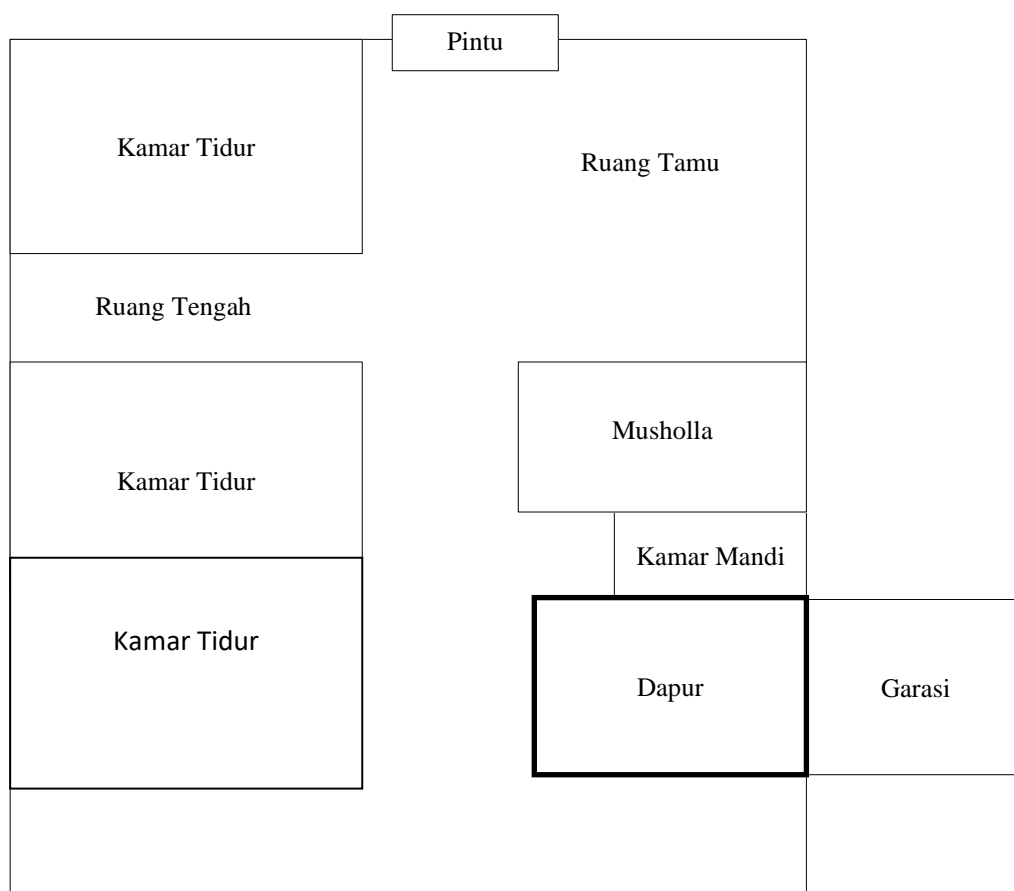 Pintu
Kamar Tidur
Ruang Tamu
Ruang Tengah
Musholla
Kamar Tidur
Kamar Mandi
Kamar Tidur
Dapur
Garasi